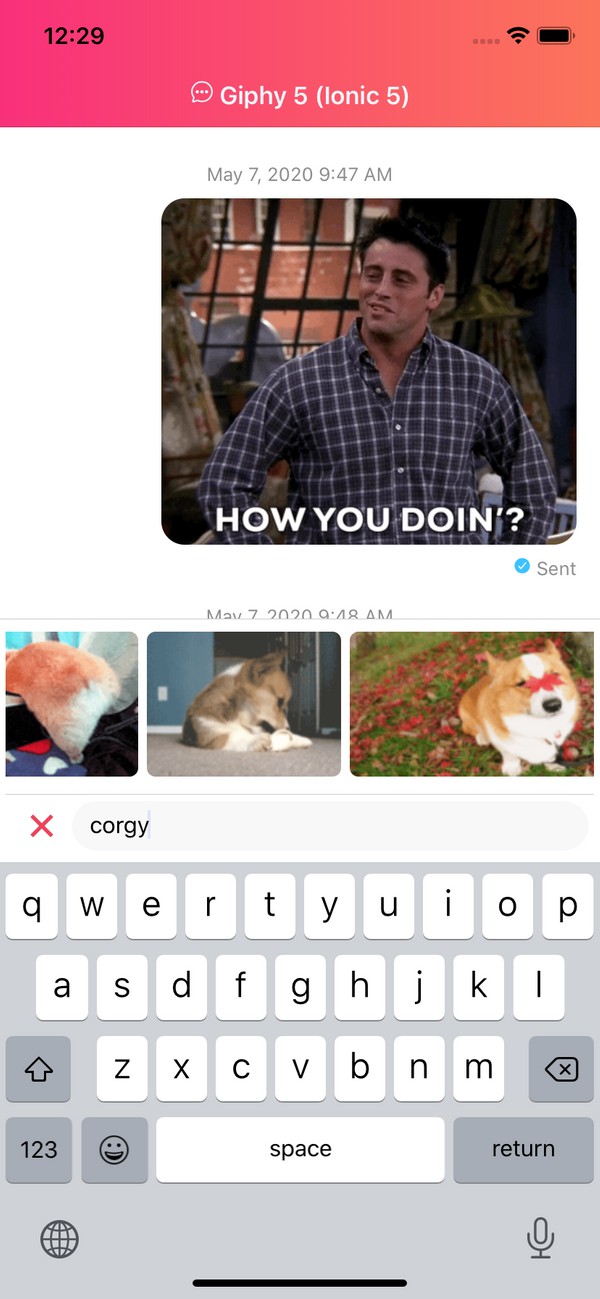 12:29
Giphy 5 (Ionic 5)
May 7, 2020 9:47 AM
HOW YOU DOIN'?
Sent
May 7, 2020 9:48 AM
corgy
q w e r t y u i o p
a s d f g h j k l
z x c v b n m
123 space return